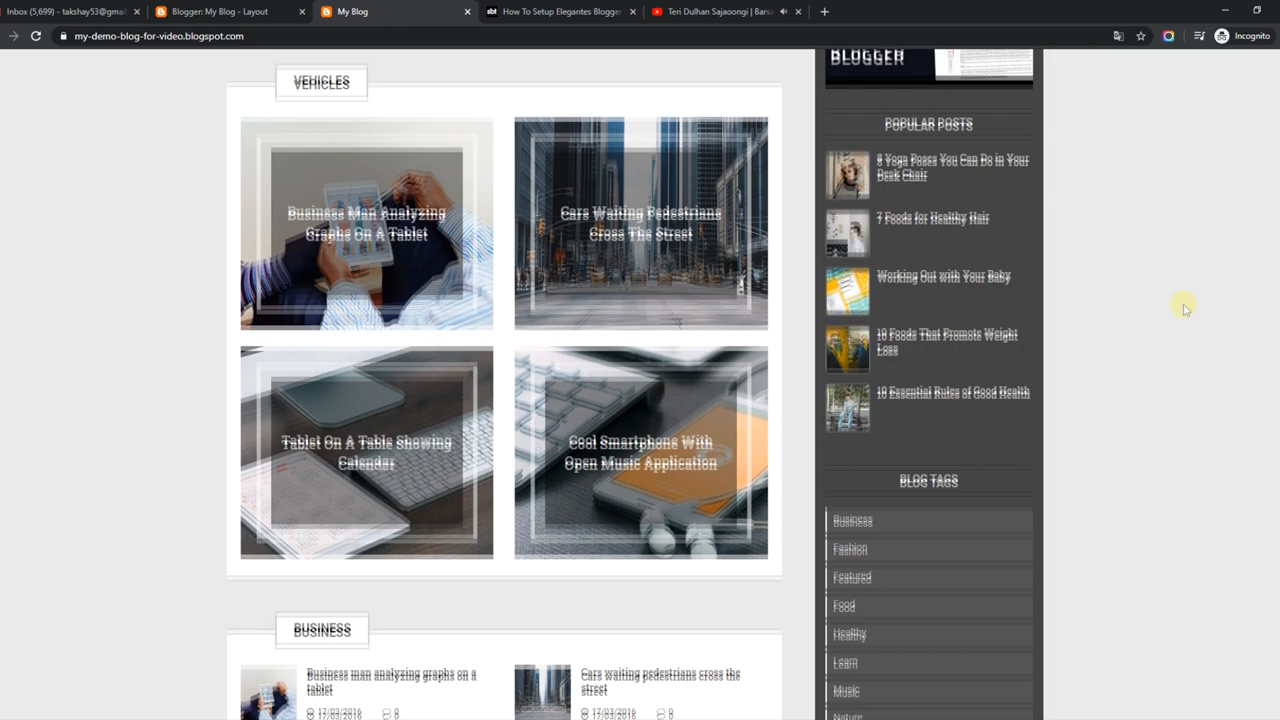 Inbox (5,699) - takshay53@gmail
Blogger: My Blog - Layout
My Blog
How To Setup Elegantes Blogger
Teri Dulhan Sajaoongi | Barsa
my-demo-blog-for-video.blogspot.com
Incognito
VEHICLES
Business Man Analyzing
Graphs On A Tablet
Cars Waiting Pedestrians
Cross The Street
Tablet On A Table Showing
Calendar
Cool Smartphone With
Open Music Application
BUSINESS
Business man analyzing graphs on a
tablet
17/03/2016 0
Cars waiting pedestrians cross the
street
17/03/2016 0
BLOGGER
POPULAR POSTS
8 Yoga Poses You Can Do in Your
Desk Chair
7 Foods for Healthy Hair
Working Out with Your Baby
10 Foods That Promote Weight
Loss
10 Essential Rules of Good Health
BLOG TAGS
Business
Fashion
Featured
Food
Healthy
Learn
Music
Nature